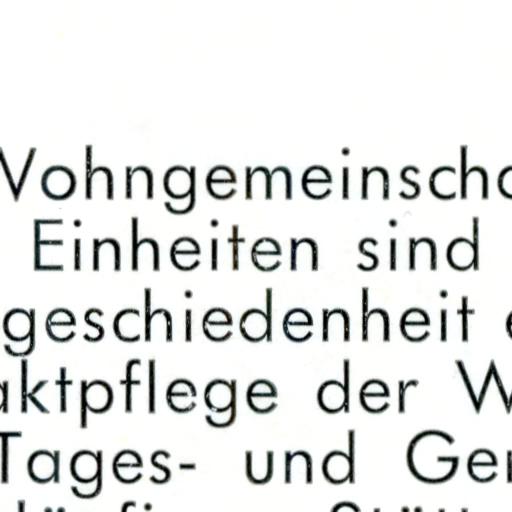 Wohngemeinscha
Einheiten sind
geschiedenheit
aktpflege der W
Tages- und Ge